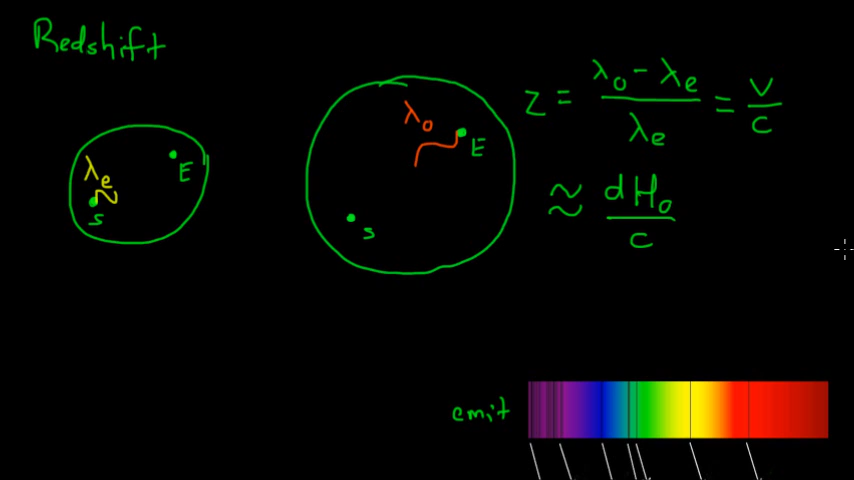 Redshift
λe
S
E
λo
E
S
z = (λo - λe)/λe = v/c
≈ dHo/c
emit